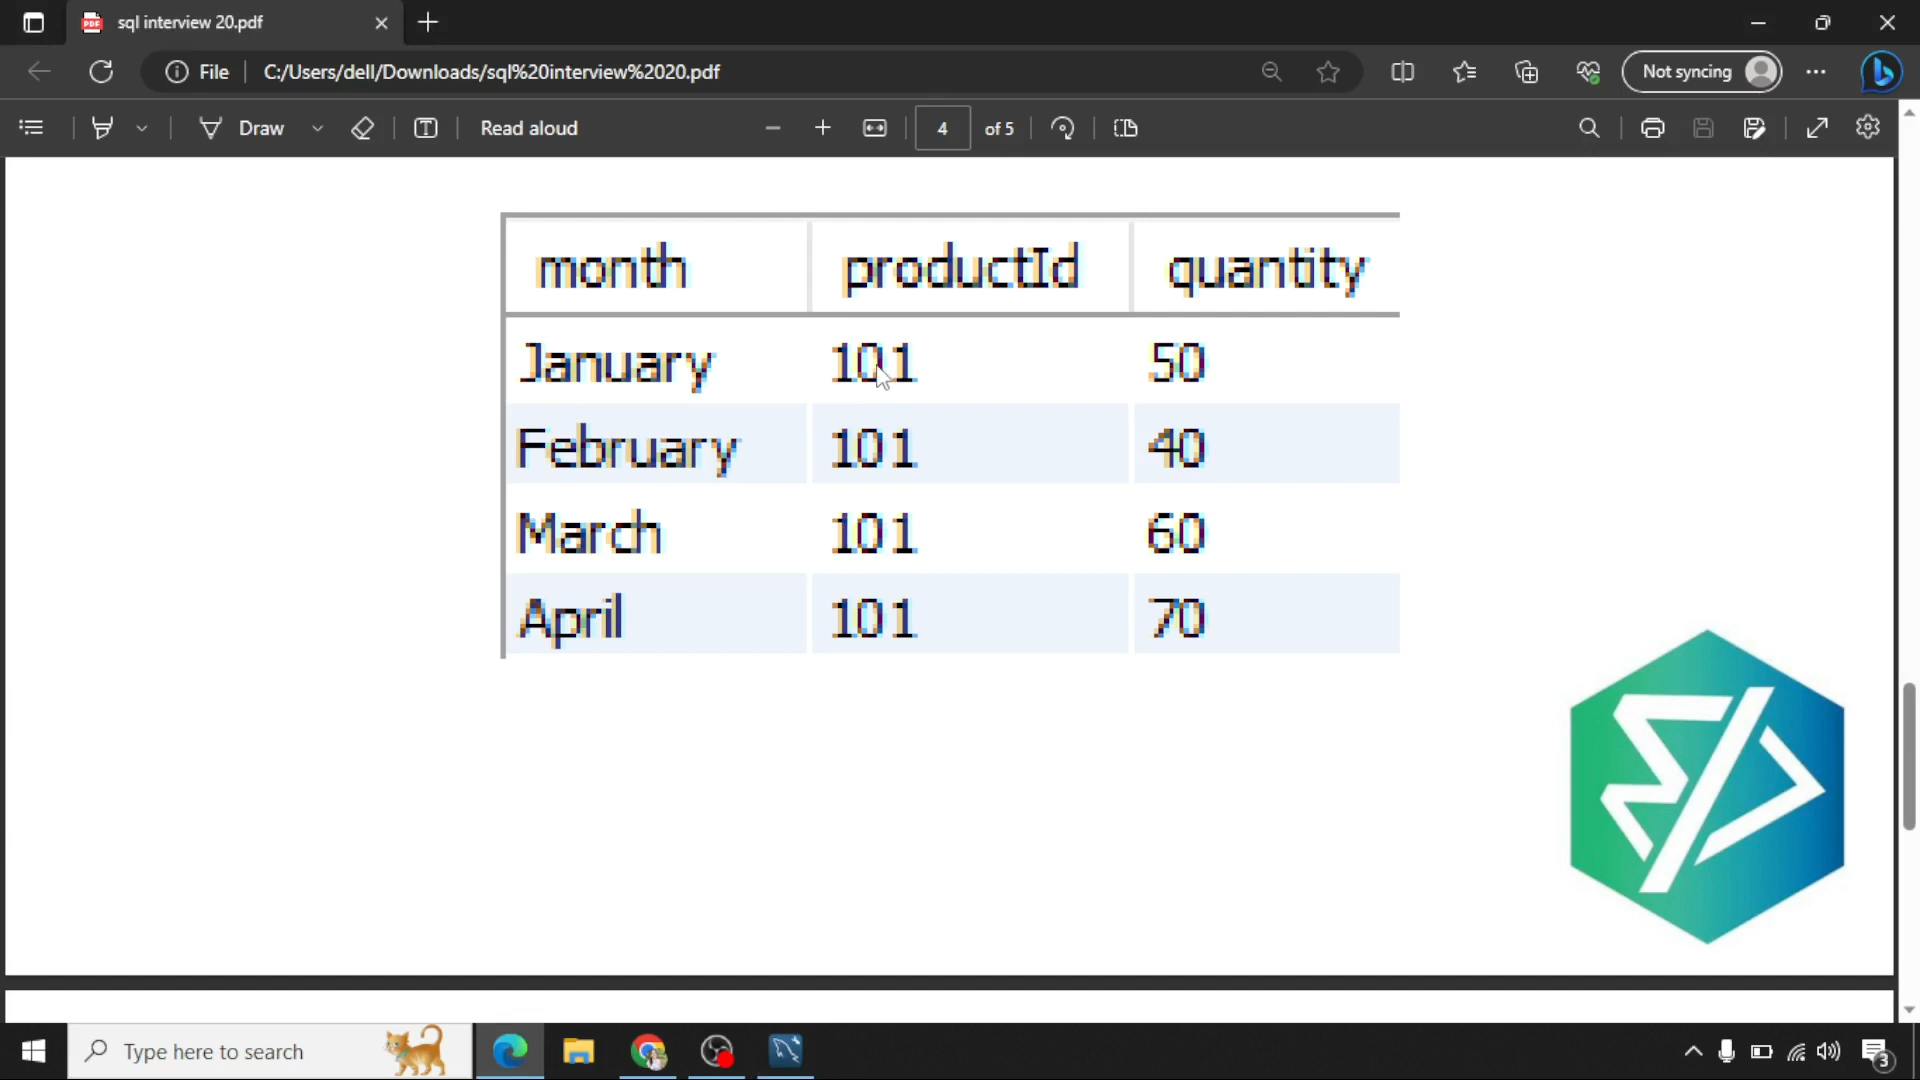 sql interview 20.pdf
File C:/Users/dell/Downloads/sql%20interview%2020.pdf Not syncing
Draw Read aloud 4 of 5
month productId quantity
January 101 50
February 101 40
March 101 60
April 101 70
Type here to search 3